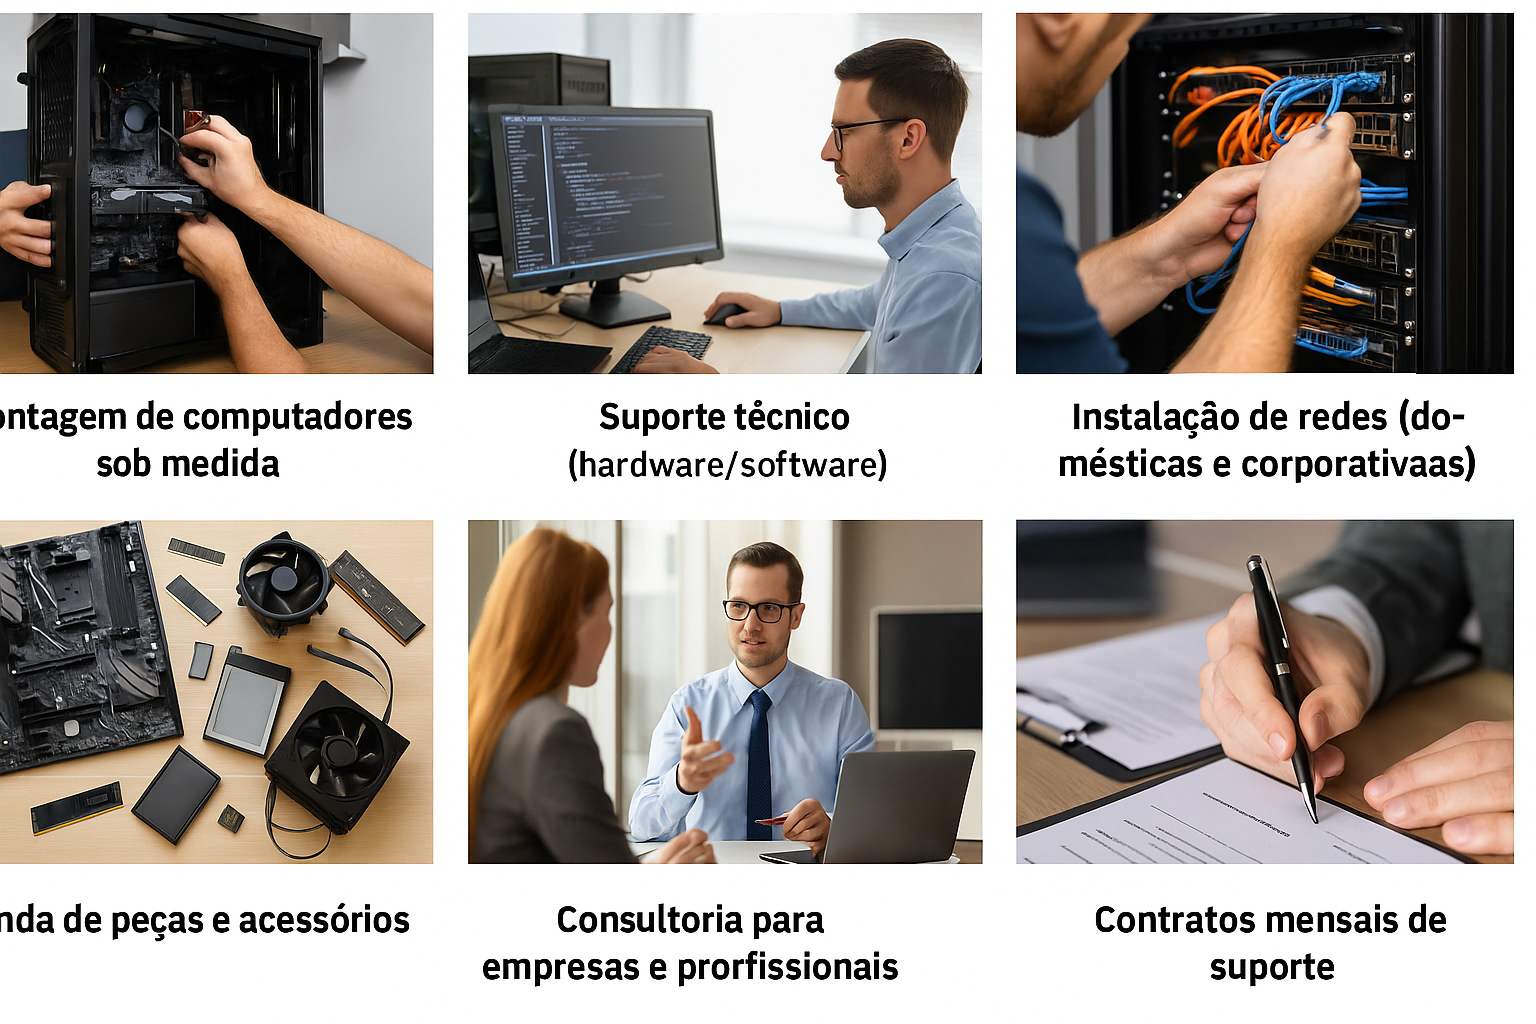 ontagem de computadores
sob medida
Suporte técnico
(hardware/software)
Instalação de redes (do-
mésticas e corporativaas)
nda de peças e acessórios
Consultoria para
empresas e prorfissionais
Contratos mensais de
suporte